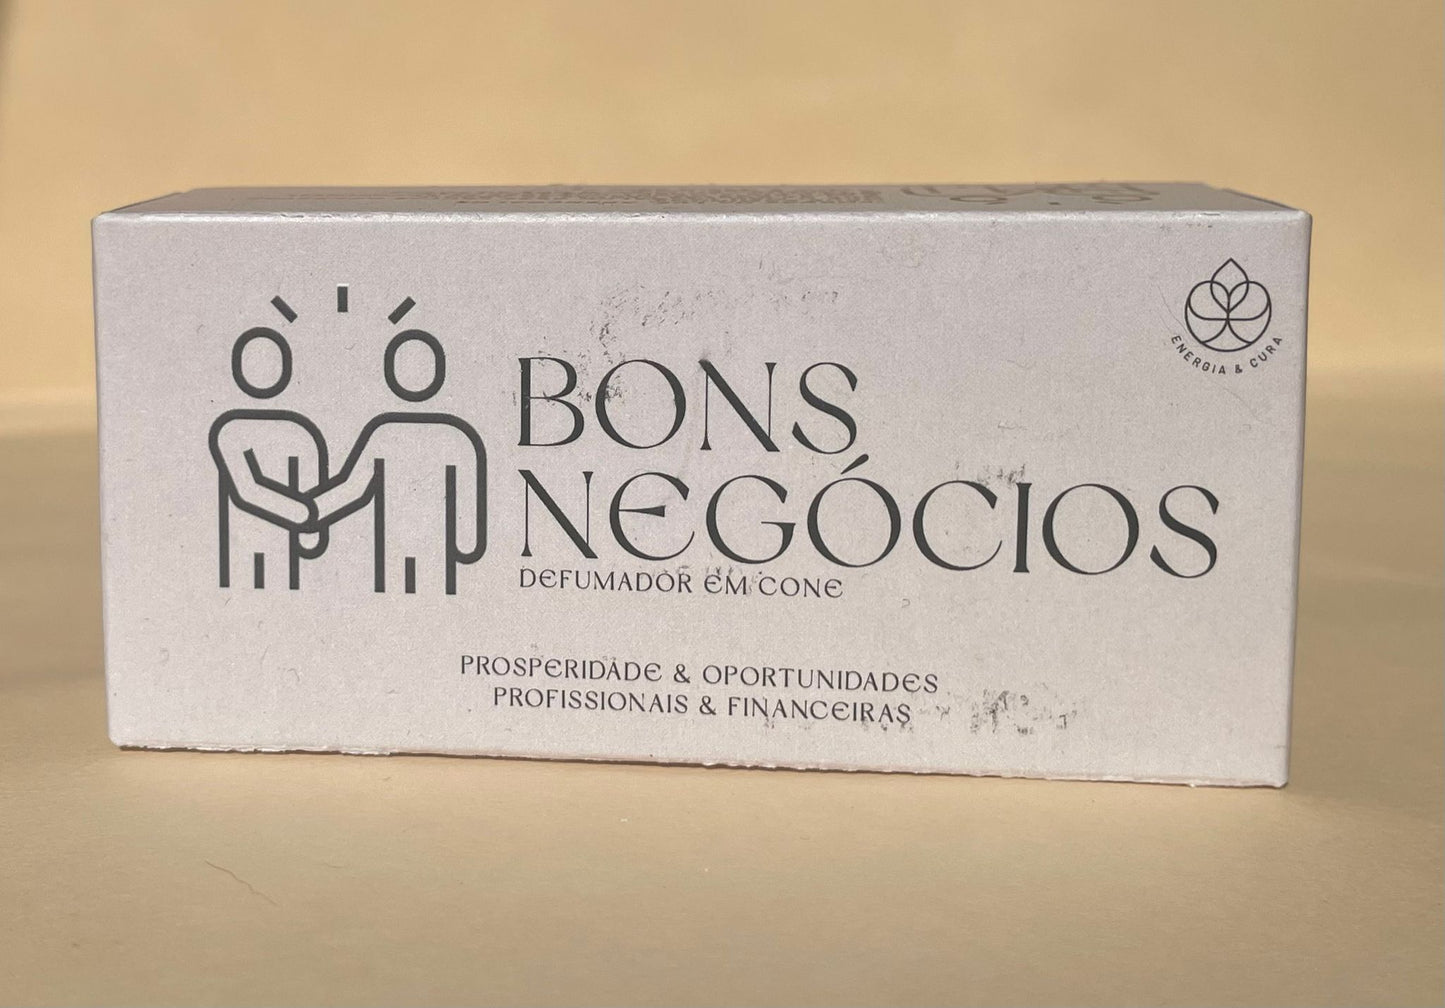 ENERGIA & CURA
BONS
NEGÓCIOS
DEFUMADOR EM CONE
PROSPERIDADE & OPORTUNIDADES
PROFISSIONAIS & FINANCEIRAS